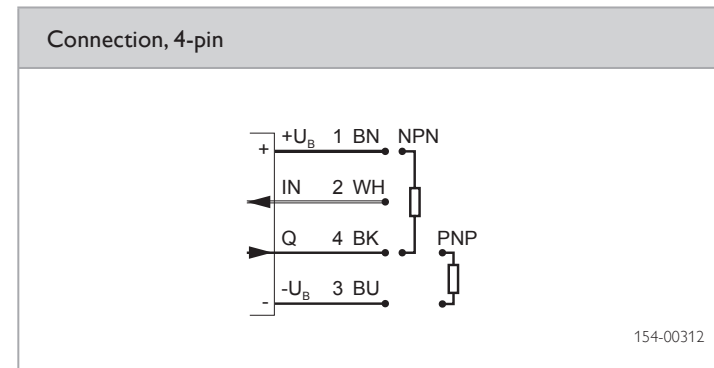 Connection, 4-pin
+ +U_B 1 BN NPN
IN 2 WH
Q 4 BK PNP
- -U_B 3 BU
154-00312